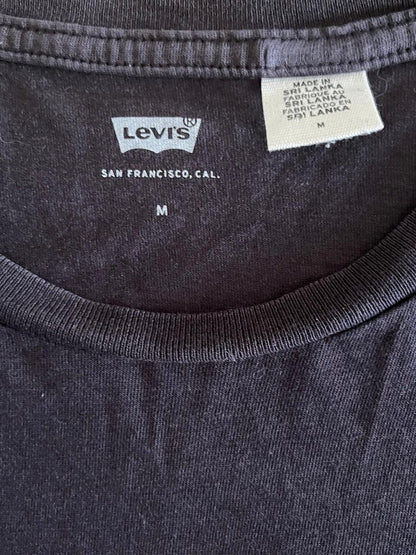 LEVI'S®
SAN FRANCISCO, CAL.
M
MADE IN
SRI LANKA
FABRIQUE AU
SRI LANKA
FABRICADO EN
SRI LANKA
M